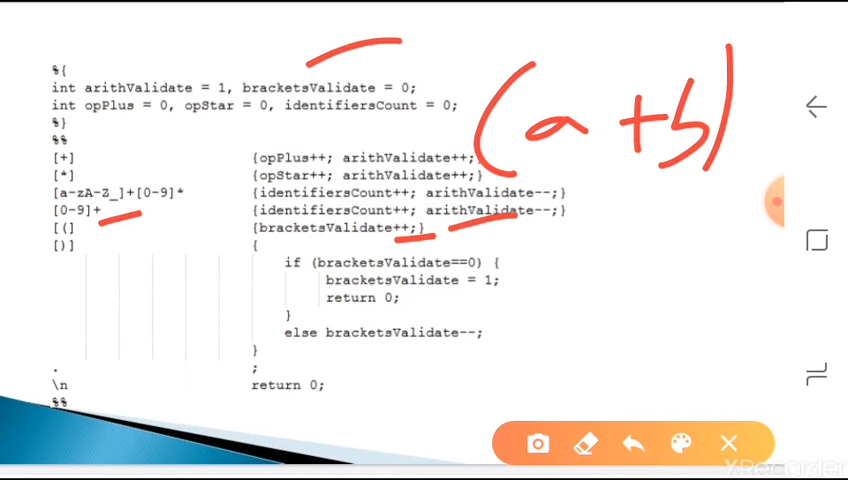 %{
int arithValidate = 1, bracketsValidate = 0;
int opPlus = 0, opStar = 0, identifiersCount = 0;
%}
%%
[+] {opPlus++; arithValidate++;}
[*] {opStar++; arithValidate++;}
[a-zA-Z_]+[0-9]* {identifiersCount++; arithValidate--;}
[0-9]+ {identifiersCount++; arithValidate--;}
[(] {bracketsValidate++;}
[)] {
if (bracketsValidate==0) {
bracketsValidate = 1;
return 0;
}
else bracketsValidate--;
}
. ;
\n return 0;
%%
(a+b)
XRecorder